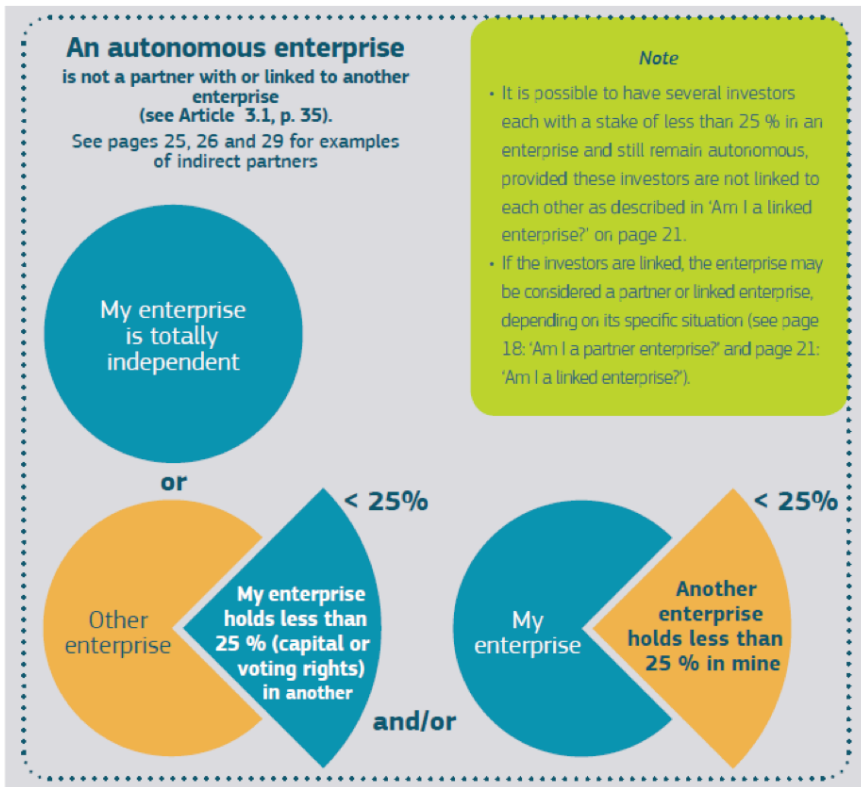 An autonomous enterprise
is not a partner with or linked to another
enterprise
(see Article 3.1, p. 35).
See pages 25, 26 and 29 for examples
of indirect partners
Note
• It is possible to have several investors
each with a stake of less than 25 % in an
enterprise and still remain autonomous,
provided these investors are not linked to
each other as described in ‘Am I a linked
enterprise?’ on page 21.
• If the investors are linked, the enterprise may
be considered a partner or linked enterprise,
depending on its specific situation (see page
18: ‘Am I a partner enterprise?’ and page 21:
‘Am I a linked enterprise?’).
My enterprise
is totally
independent
or
< 25%
Other
enterprise
My enterprise
holds less than
25 % (capital or
voting rights)
in another
and/or
< 25%
My
enterprise
Another
enterprise
holds less than
25 % in mine